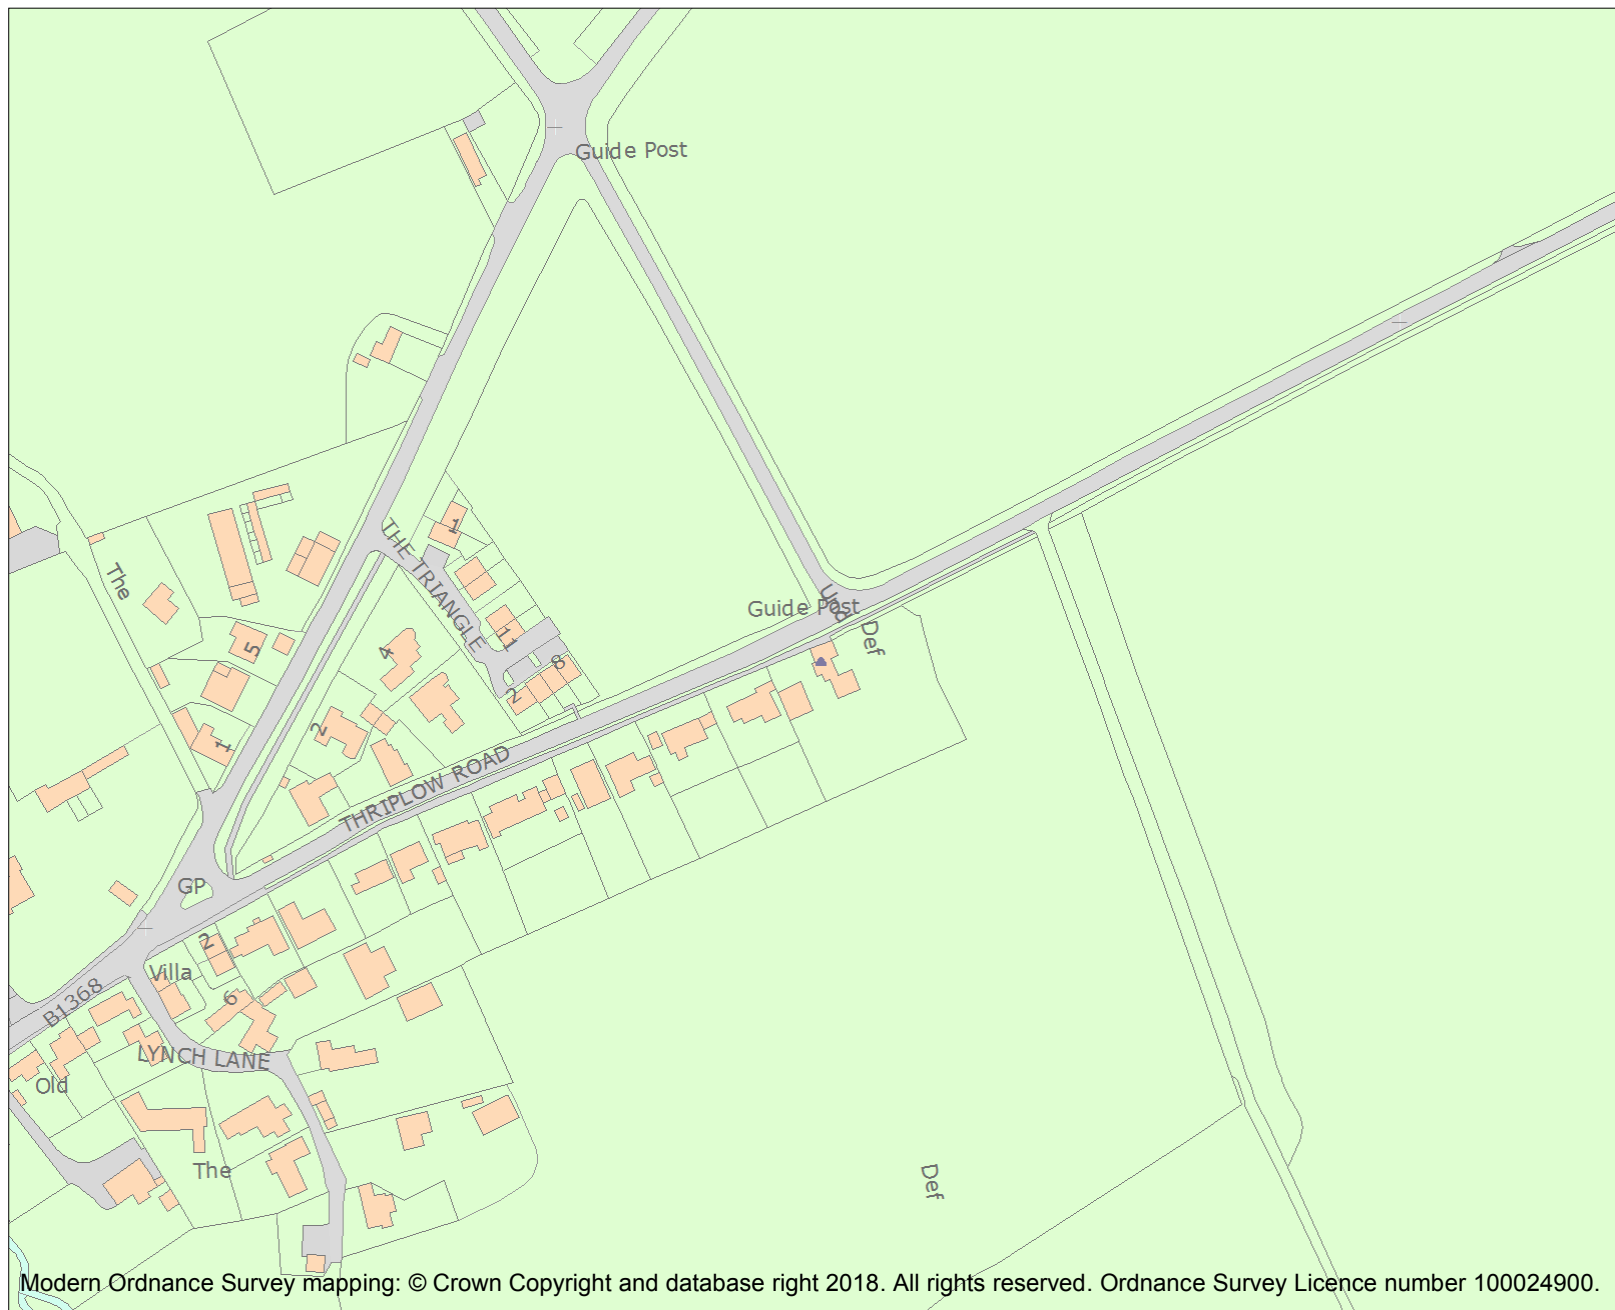 Guide Post
1
THE TRIANGLE
The
Guide Post
Und
Def
11
5
4
8
2
2
1
THRIPLOW ROAD
GP
2
Villa
6
B1368
LYNCH LANE
Old
The
Def
Modern Ordnance Survey mapping: © Crown Copyright and database right 2018. All rights reserved. Ordnance Survey Licence number 100024900.